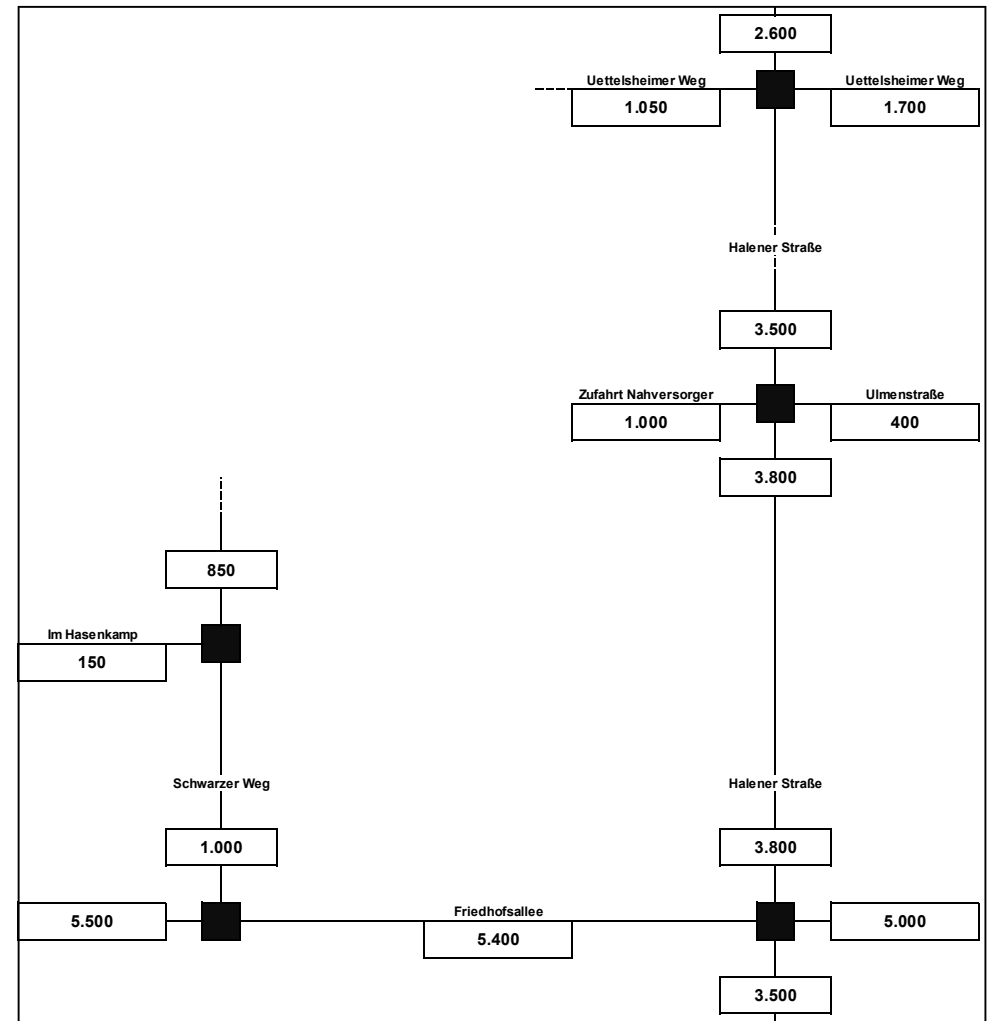 2.600
Uettelsheimer Weg
Uettelsheimer Weg
1.050
1.700
Halener Straße
3.500
Zufahrt Nahversorger
Ulmenstraße
1.000
400
3.800
850
Im Hasenkamp
150
Schwarzer Weg
Halener Straße
1.000
3.800
5.500
Friedhofsallee
5.000
5.400
3.500